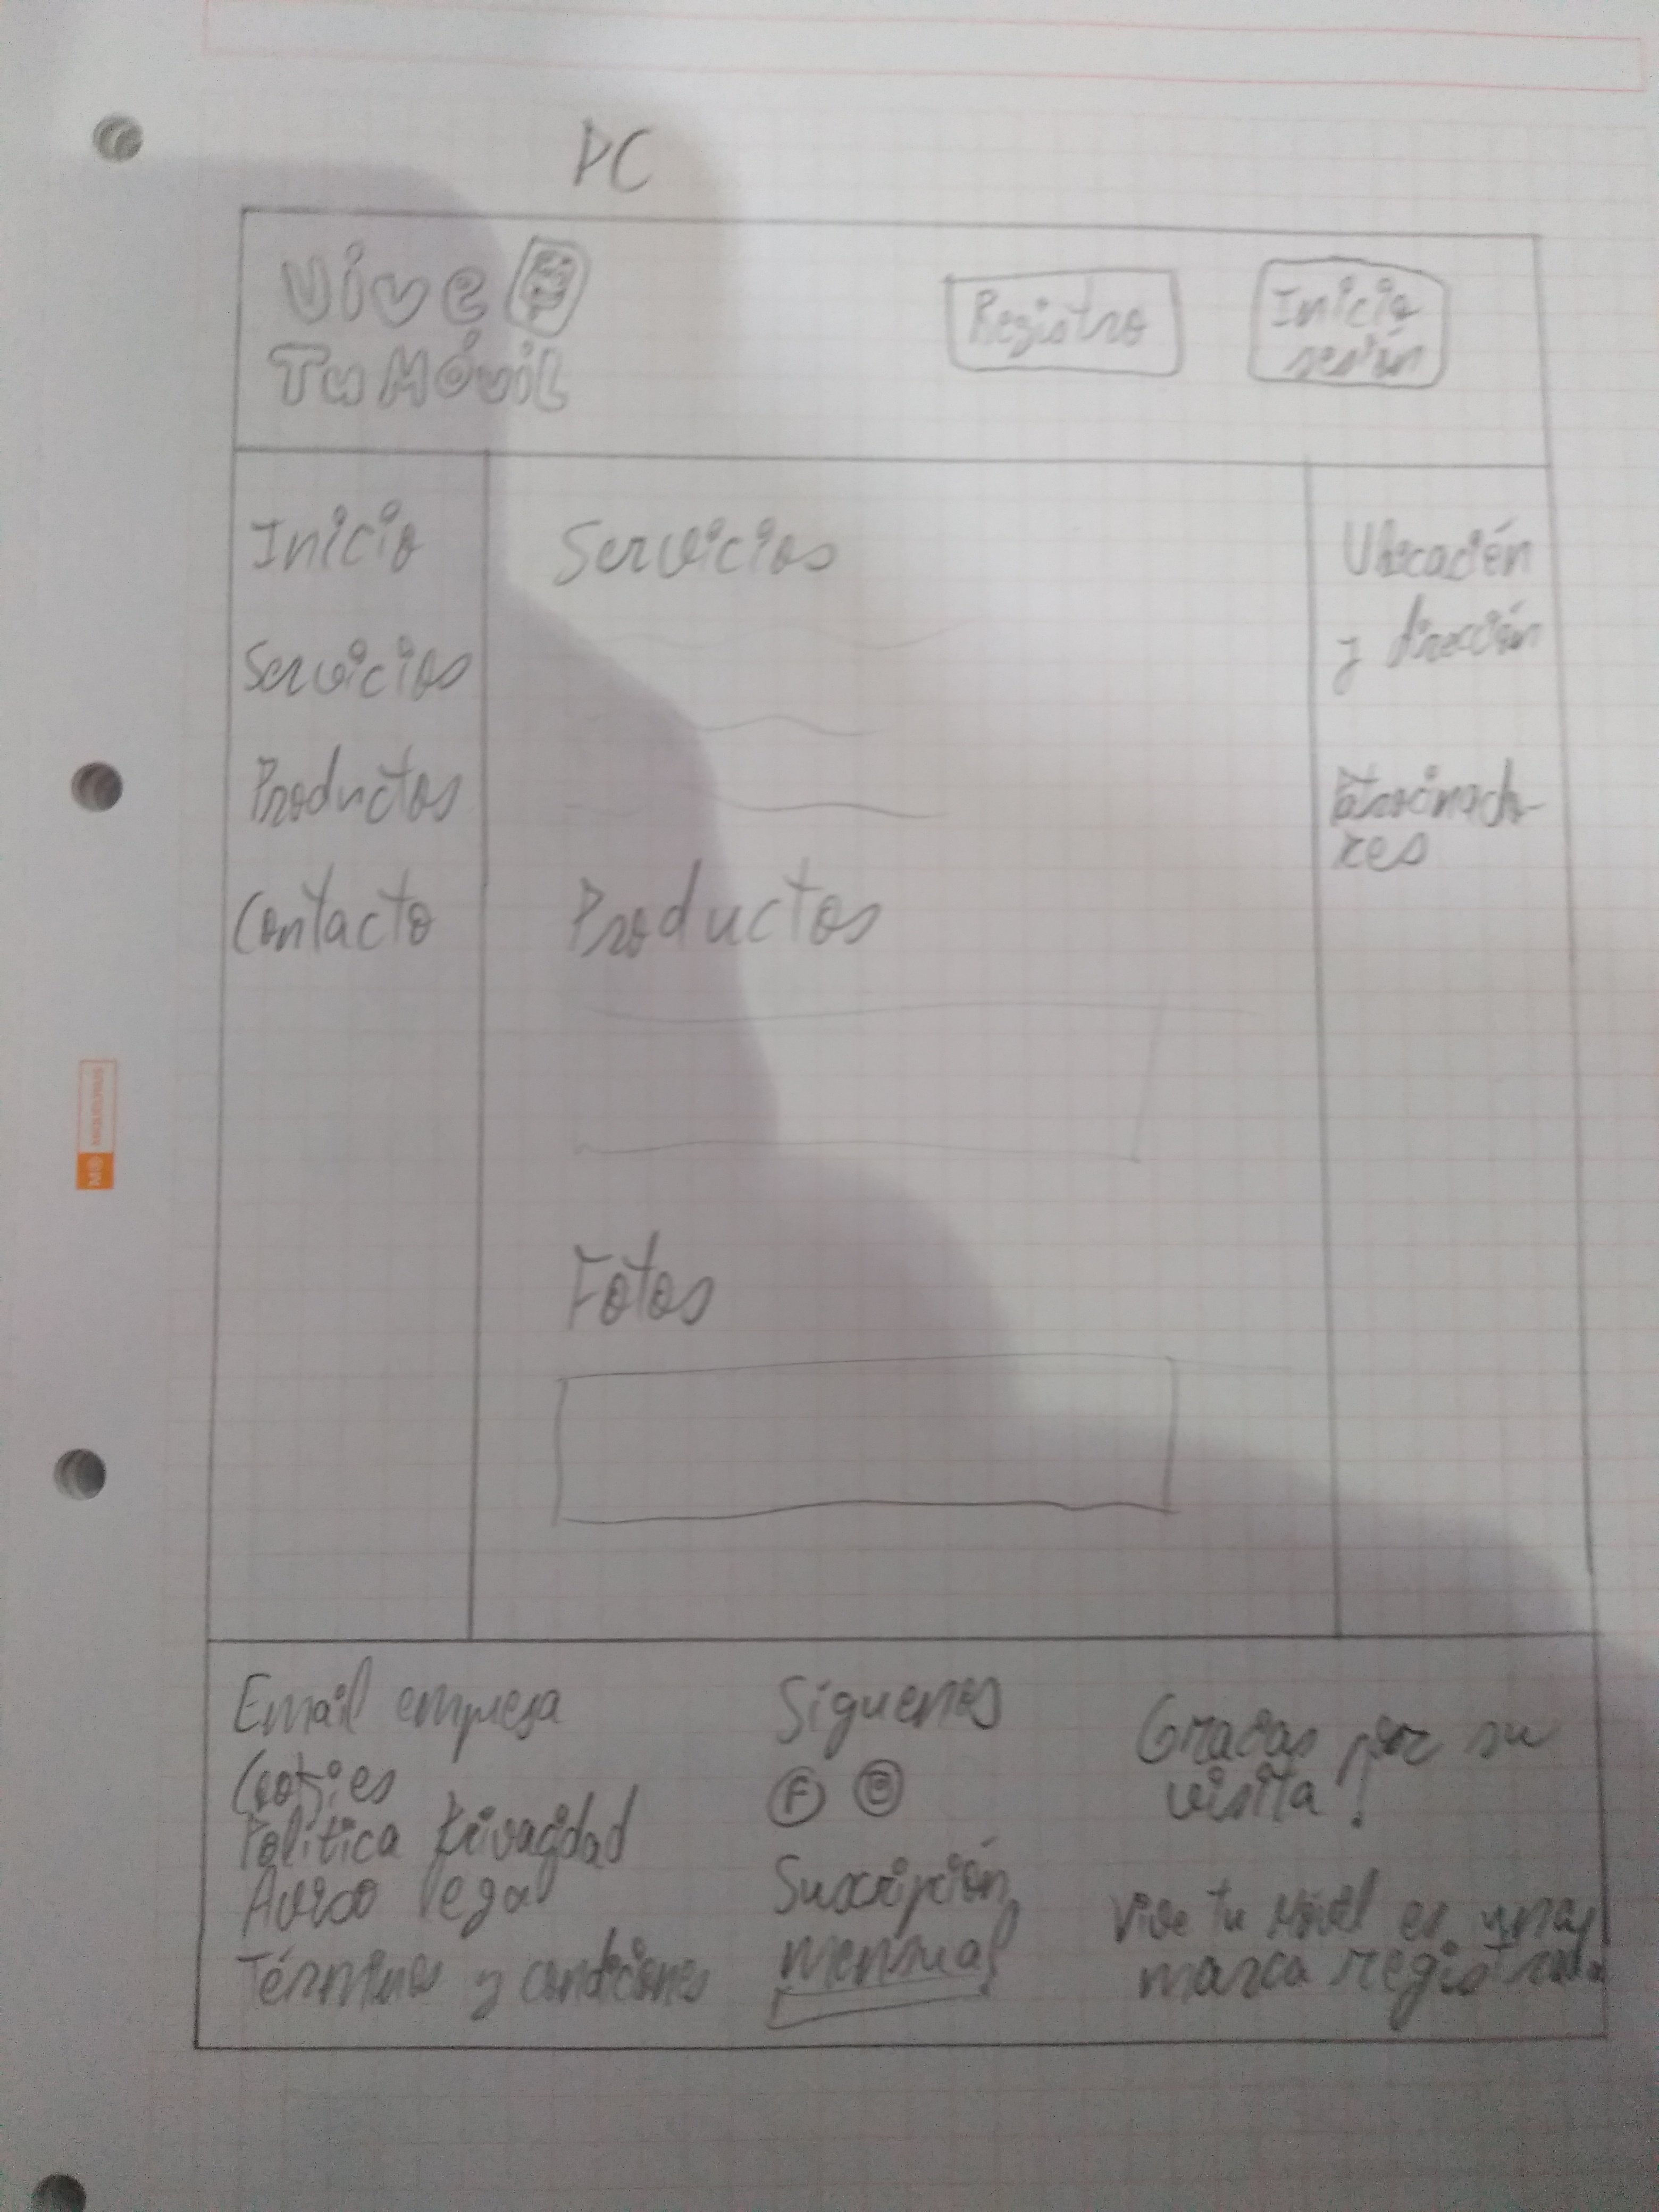 PC
Vive
Tu Móvil
Registro
Inicio
sesión
Inicio
Servicios
Productos
Contacto
Servicios
Productos
Fotos
Ubicación
y dirección
Patrocinado-
res
Email empresa
Cookies
Política Privacidad
Aviso legal
Términos y condiciones
Síguenos
F
Suscripción
mensual
Gracias por su
visita!
Vive tu Móvil es una
marca registrada